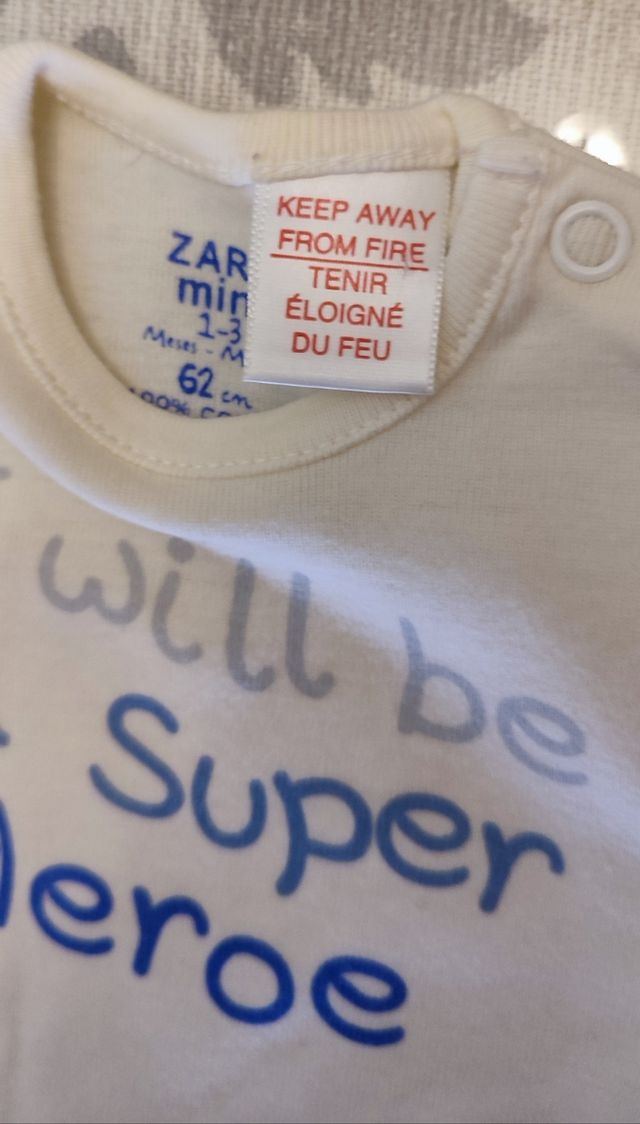 KEEP AWAY
FROM FIRE
TENIR
ÉLOIGNÉ
DU FEU
ZAR
min
1-3
Meses - M
62 cm
will be
Super
eroe